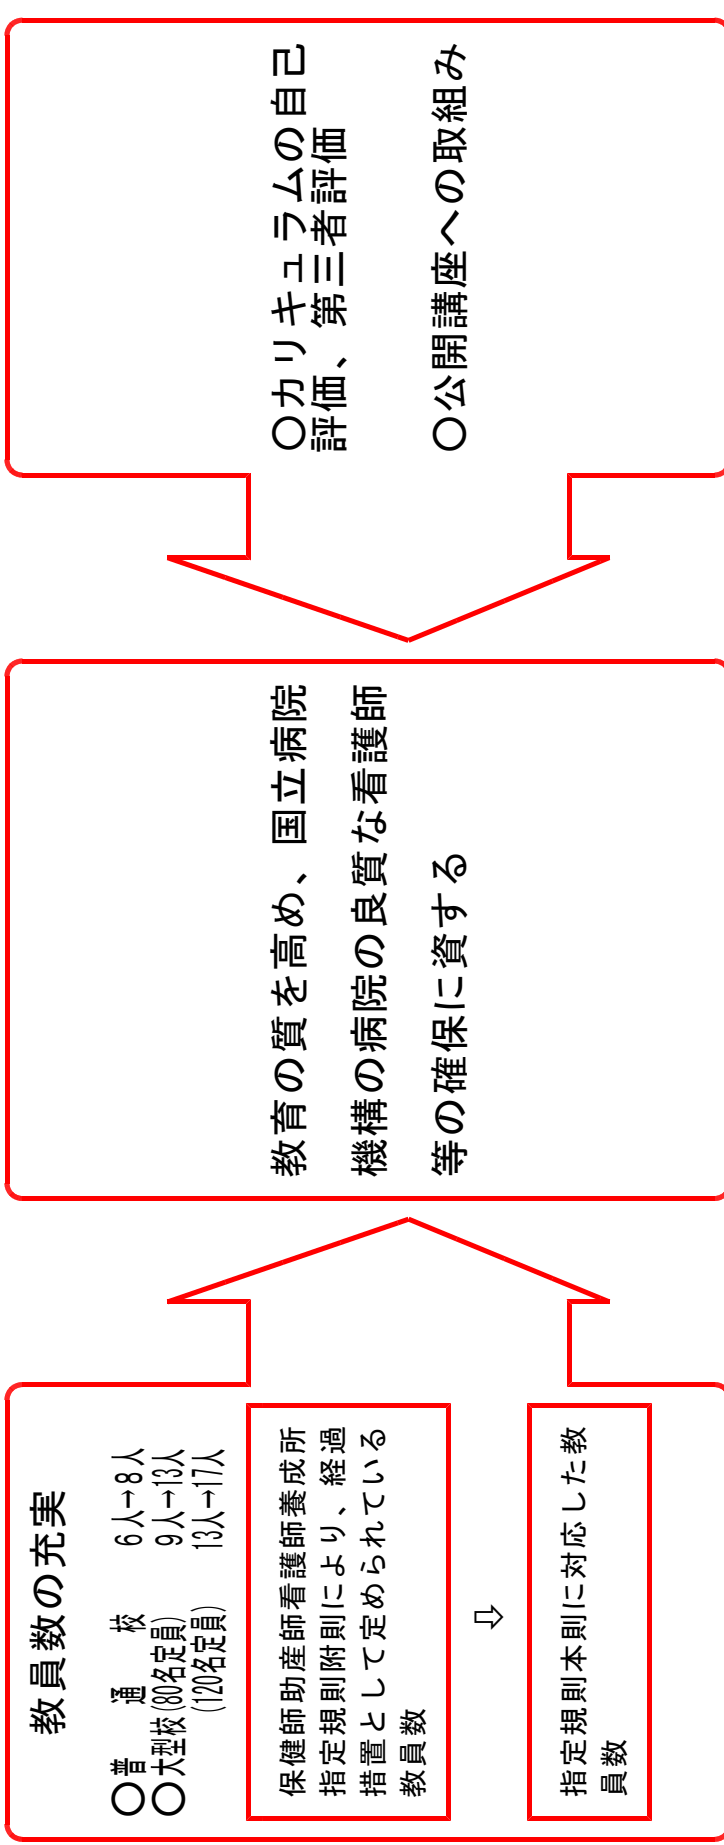 教員数の充実
○普　通　校　６人→８人
○大型校(80名定員)　９人→13人
(120名定員)　13人→17人
保健師助産師看護師養成所
指定規則附則により、経過
措置として定められている
教員数
⇩
指定規則本則に対応した教
員数
教育の質を高め、国立病院
機構の病院の良質な看護師
等の確保に資する
○カリキュラムの自己
評価、第三者評価
○公開講座への取組み